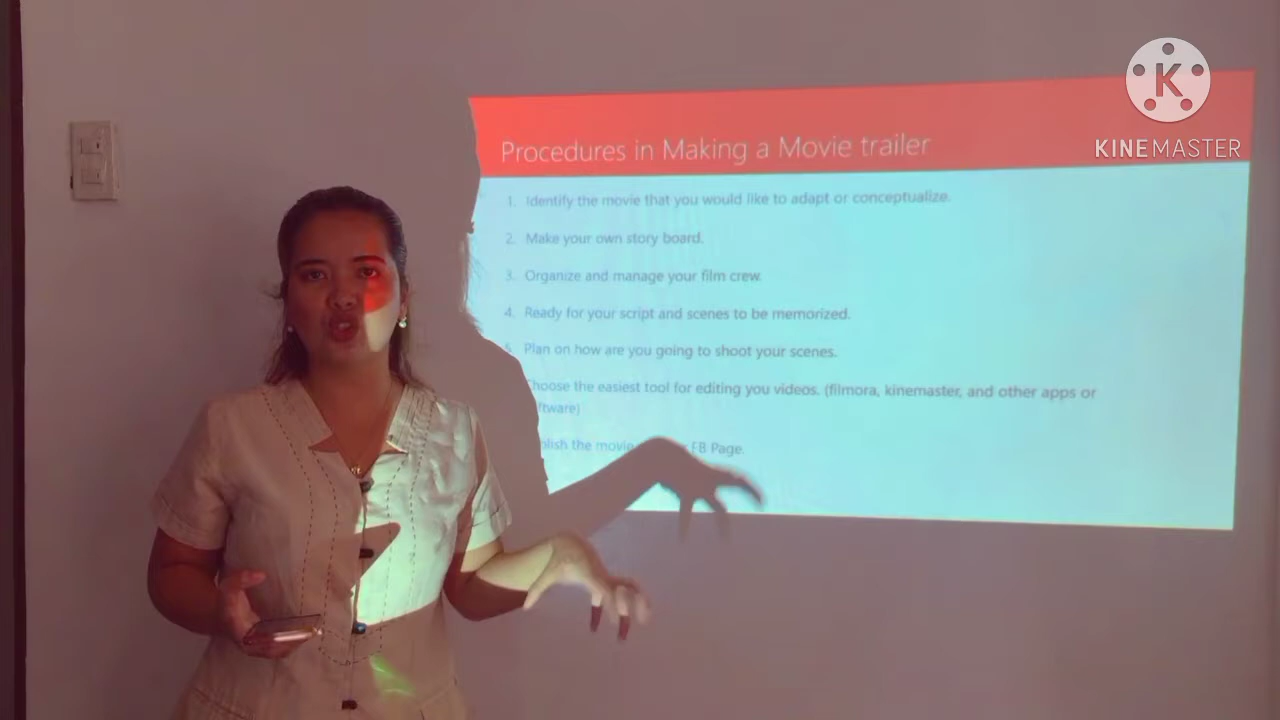 Procedures in Making a Movie trailer
1. Identify the movie that you would like to adapt or conceptualize.
2. Make your own story board.
3. Organize and manage your film crew.
4. Ready for your script and scenes to be memorized.
5. Plan on how are you going to shoot your scenes.
the easiest tool for editing you videos. (filmora, kinemaster, and other apps or
the movie FB Page.
K
KINEMASTER